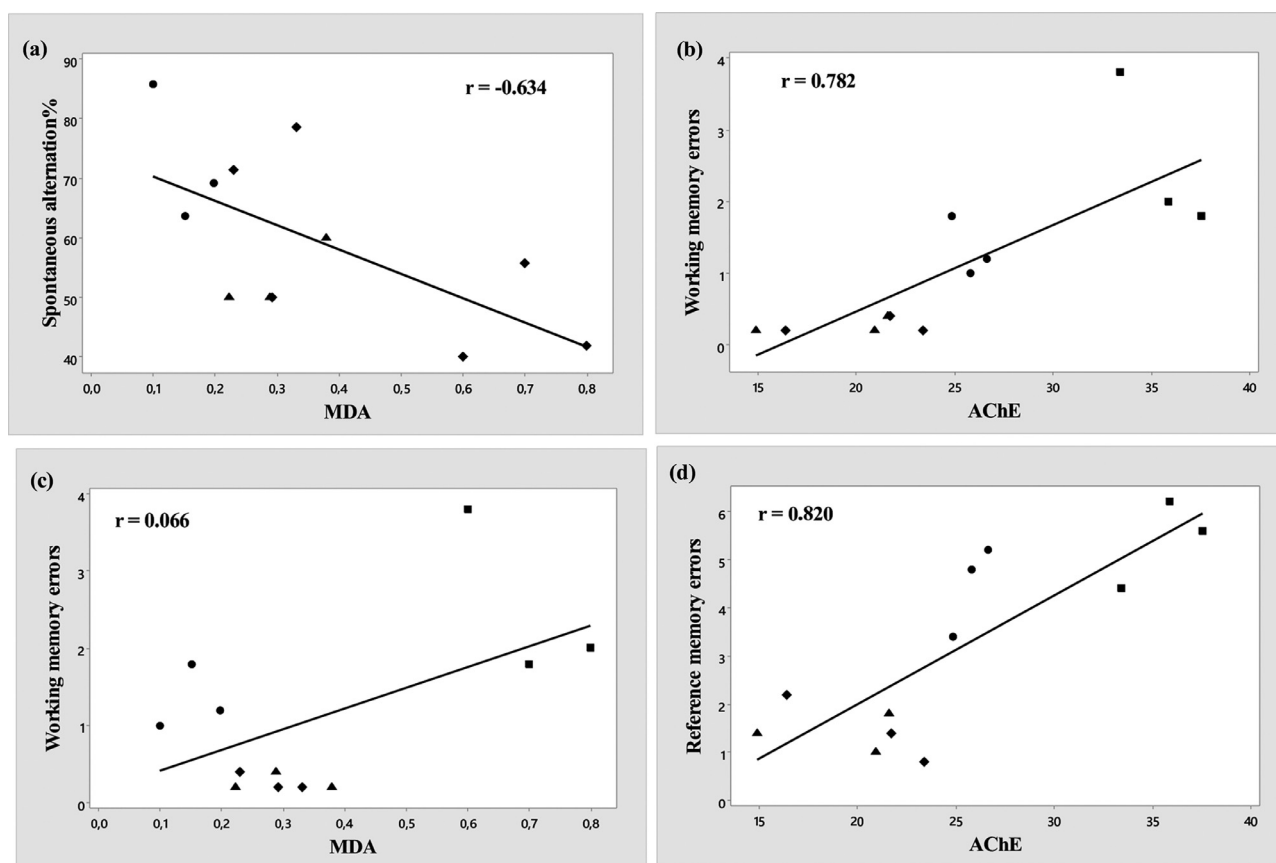 (a)
r = -0.634
Spontaneous alternation%
90
80
70
60
50
40
0,0 0,1 0,2 0,3 0,4 0,5 0,6 0,7 0,8
MDA
(b)
r = 0.782
Working memory errors
4
3
2
1
0
15 20 25 30 35 40
AChE
(c)
r = 0.066
Working memory errors
4
3
2
1
0
0,0 0,1 0,2 0,3 0,4 0,5 0,6 0,7 0,8
MDA
(d)
r = 0.820
Reference memory errors
6
5
4
3
2
1
0
15 20 25 30 35 40
AChE